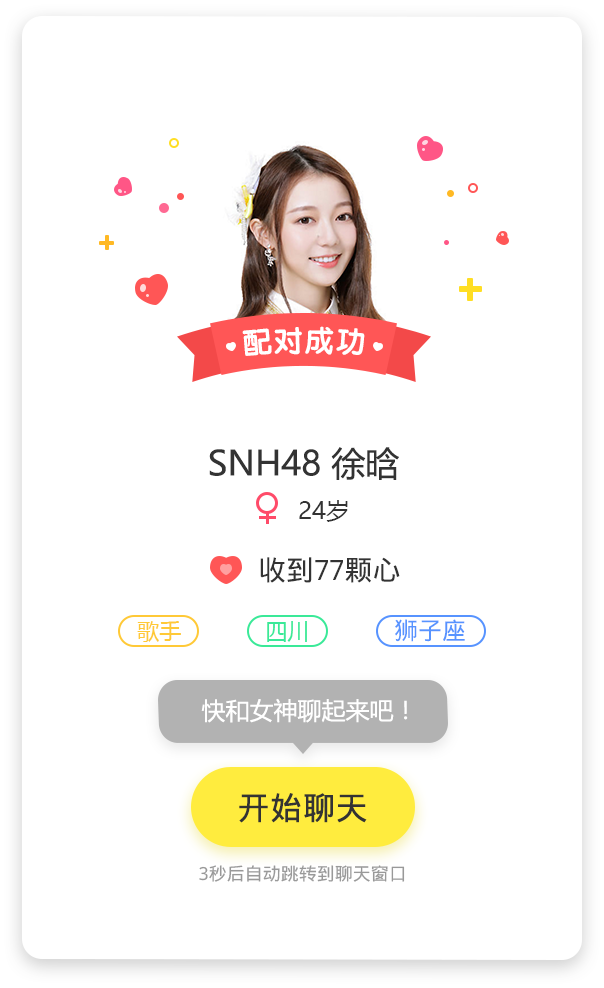 配对成功
SNH48 徐晗
24岁
收到77颗心
歌手 四川 狮子座
快和女神聊起来吧！
开始聊天
3秒后自动跳转到聊天窗口